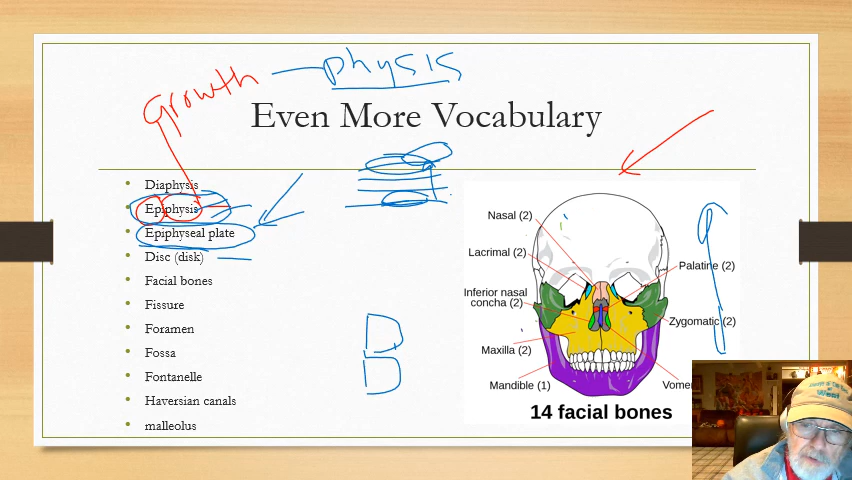 physis
growth
Even More Vocabulary
• Diaphysis
• Epiphysis
• Epiphyseal plate
• Disc (disk)
• Facial bones
• Fissure
• Foramen
• Fossa
• Fontanelle
• Haversian canals
• malleolus
Nasal (2)
Lacrimal (2)
Inferior nasal
concha (2)
Maxilla (2)
Mandible (1)
Palatine (2)
Zygomatic (2)
Vomer
14 facial bones